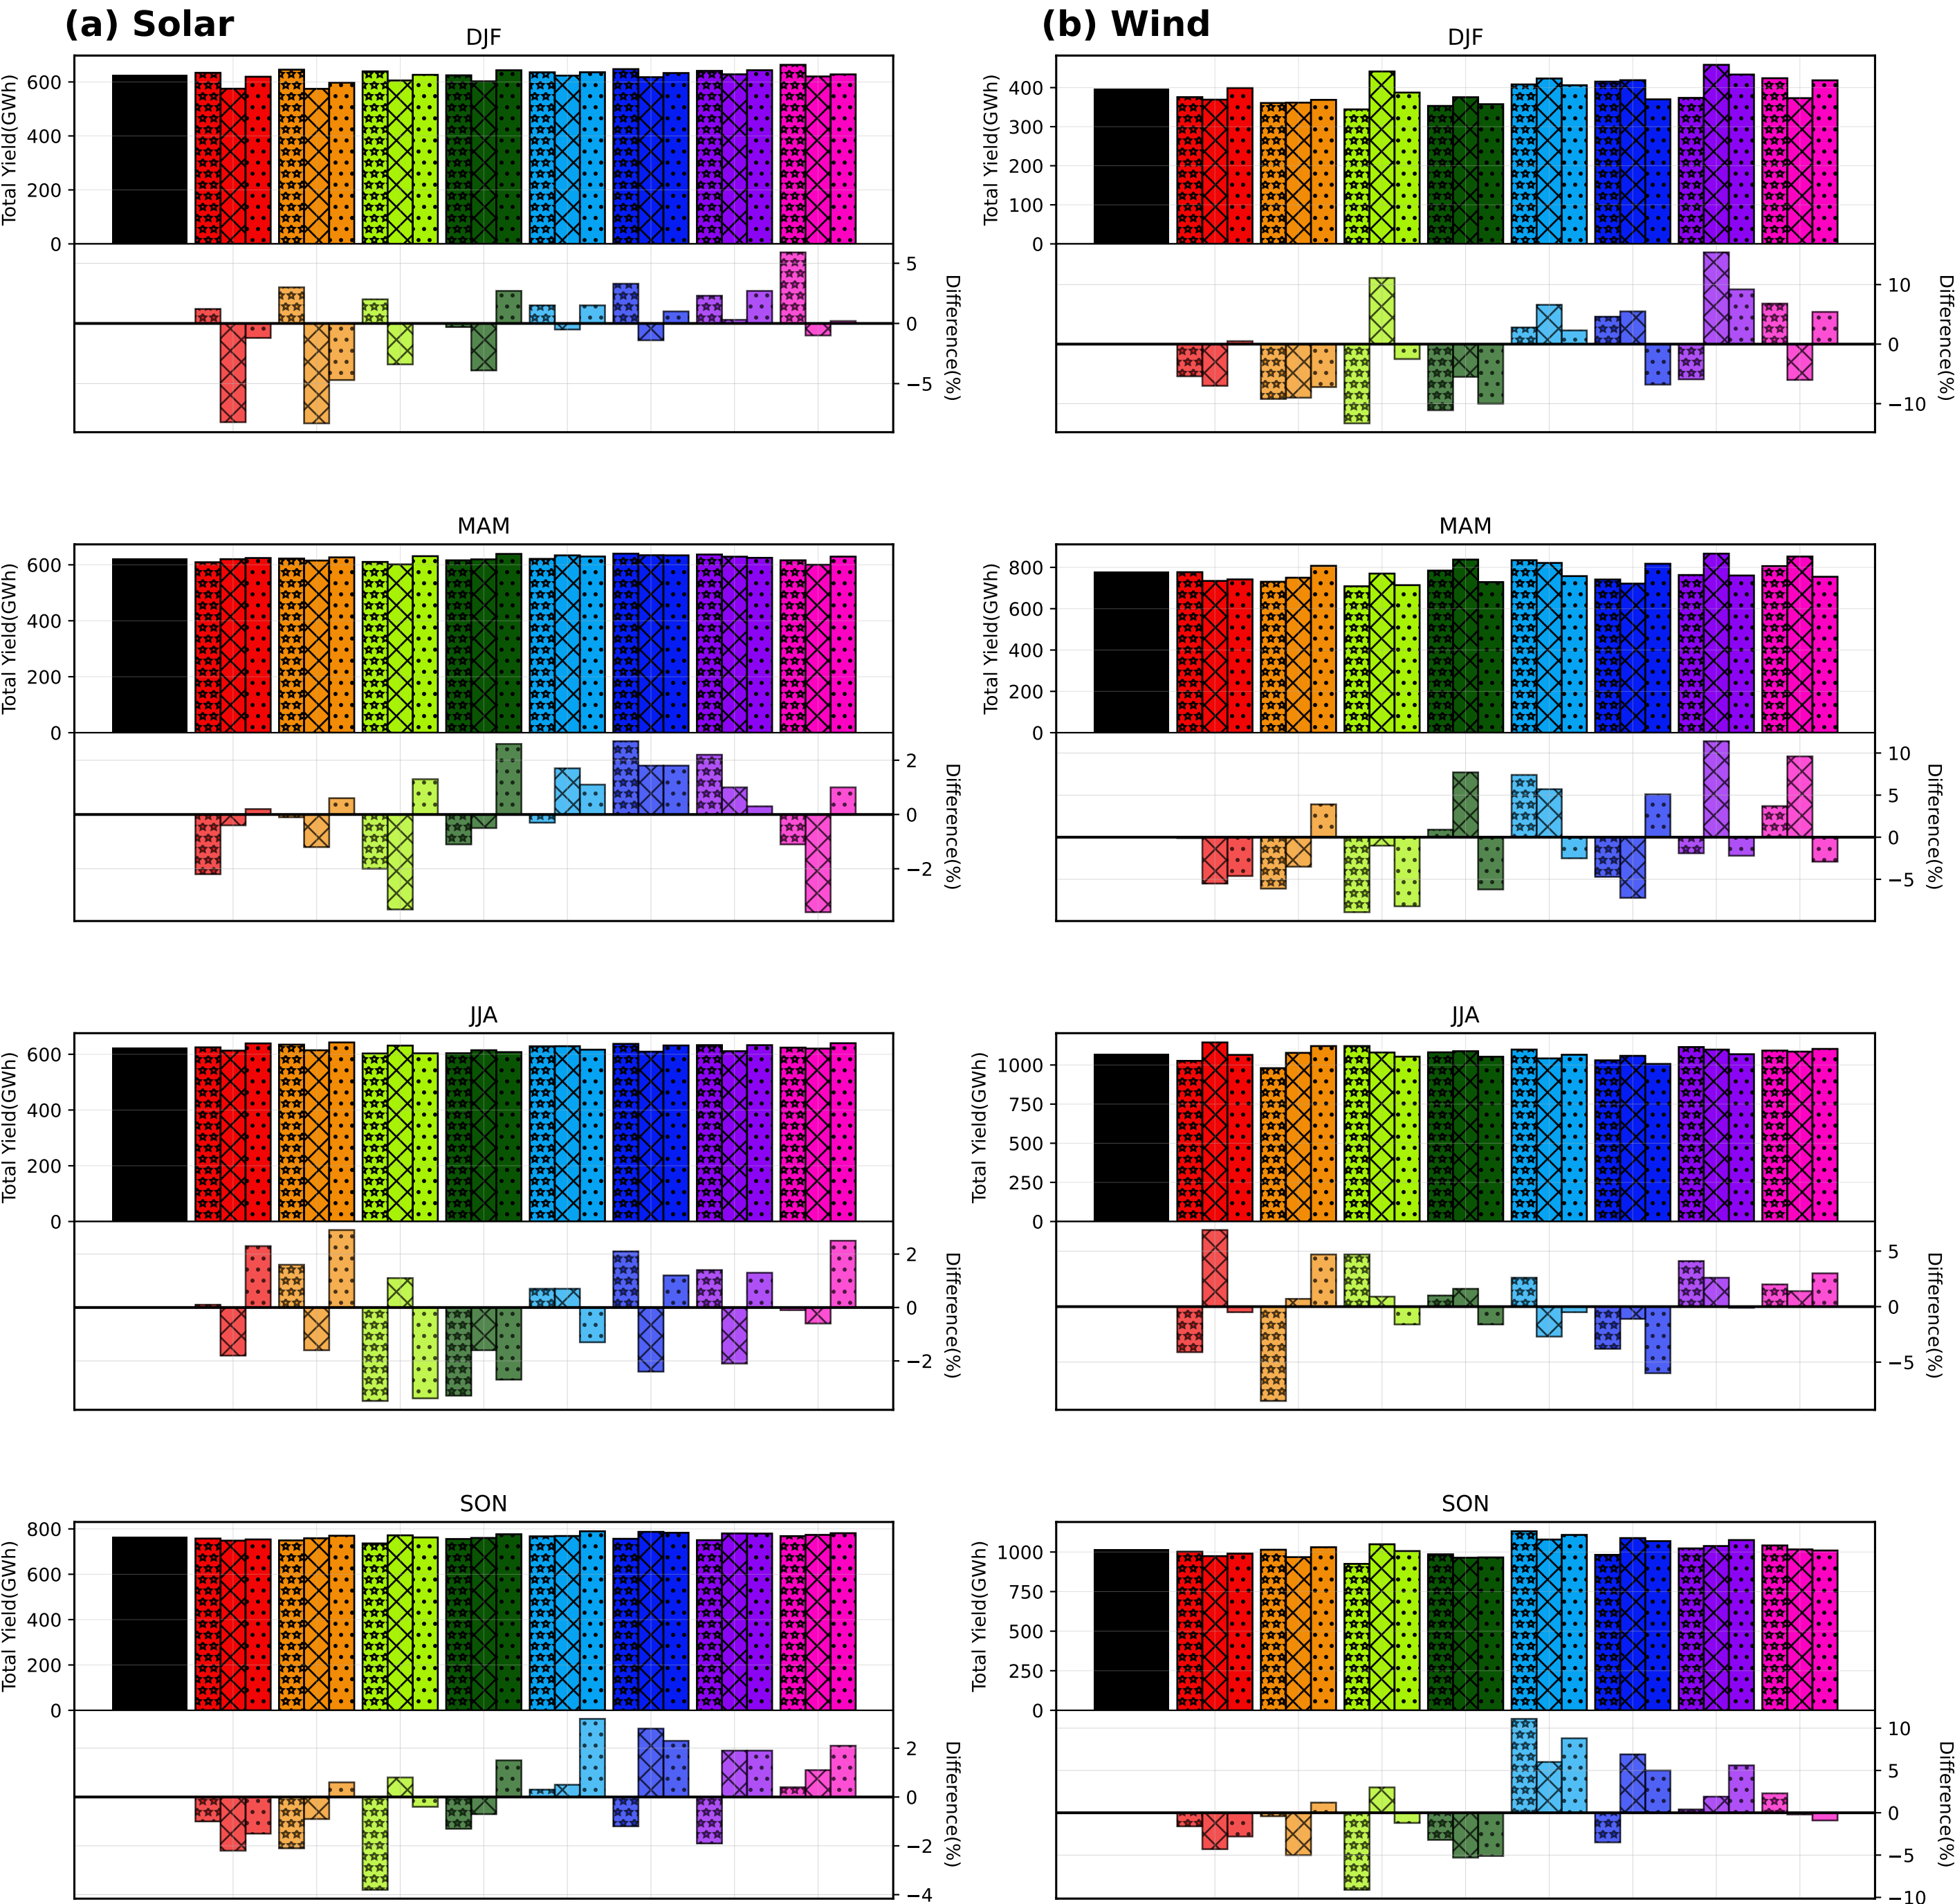 (a) Solar
DJF
Total Yield(GWh)
600
400
200
0
5
0
−5
Difference(%)
MAM
Total Yield(GWh)
600
400
200
0
2
0
−2
Difference(%)
JJA
Total Yield(GWh)
600
400
200
0
2
0
−2
Difference(%)
SON
Total Yield(GWh)
800
600
400
200
0
2
0
−2
−4
Difference(%)
(b) Wind
DJF
Total Yield(GWh)
400
300
200
100
0
10
0
−10
Difference(%)
MAM
Total Yield(GWh)
800
600
400
200
0
10
5
0
−5
Difference(%)
JJA
Total Yield(GWh)
1000
750
500
250
0
5
0
−5
Difference(%)
SON
Total Yield(GWh)
1000
750
500
250
0
10
5
0
−5
−10
Difference(%)